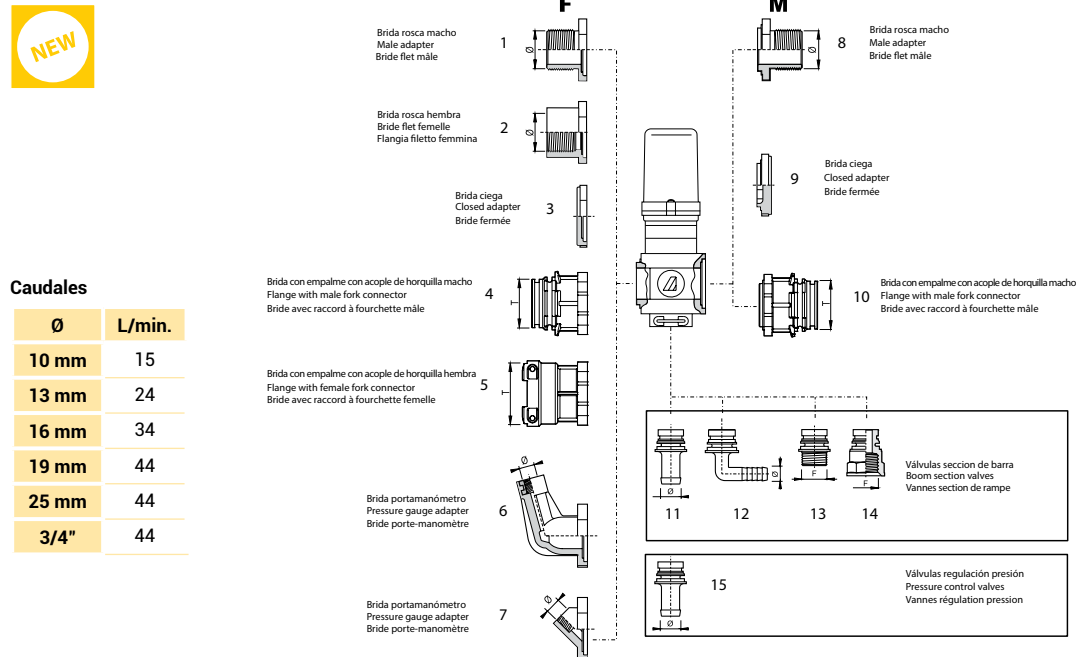 NEW
F
M
Brida rosca macho
Male adapter
Bride flet mâle
1
Ø
Brida rosca hembra
Bride flet femelle
Flangia filetto femmina
2
Ø
Brida ciega
Closed adapter
Bride fermée
3
Brida con empalme con acople de horquilla macho
Flange with male fork connector
Bride avec raccord à fourchette mâle
4
T
Brida con empalme con acople de horquilla hembra
Flange with female fork connector
Bride avec raccord à fourchette femelle
5
T
Brida portamanómetro
Pressure gauge adapter
Bride porte-manomètre
6
Ø
Brida portamanómetro
Pressure gauge adapter
Bride porte-manomètre
7
Ø
Ø
8
Brida rosca macho
Male adapter
Bride flet mâle
9
Brida ciega
Closed adapter
Bride fermée
T
10
Brida con empalme con acople de horquilla macho
Flange with male fork connector
Bride avec raccord à fourchette mâle
Ø
Ø
F
F
11
12
13
14
Válvulas seccion de barra
Boom section valves
Vannes section de rampe
Ø
15
Válvulas regulación presión
Pressure control valves
Vannes régulation pression
Caudales
Ø L/min.
10 mm 15
13 mm 24
16 mm 34
19 mm 44
25 mm 44
3/4" 44